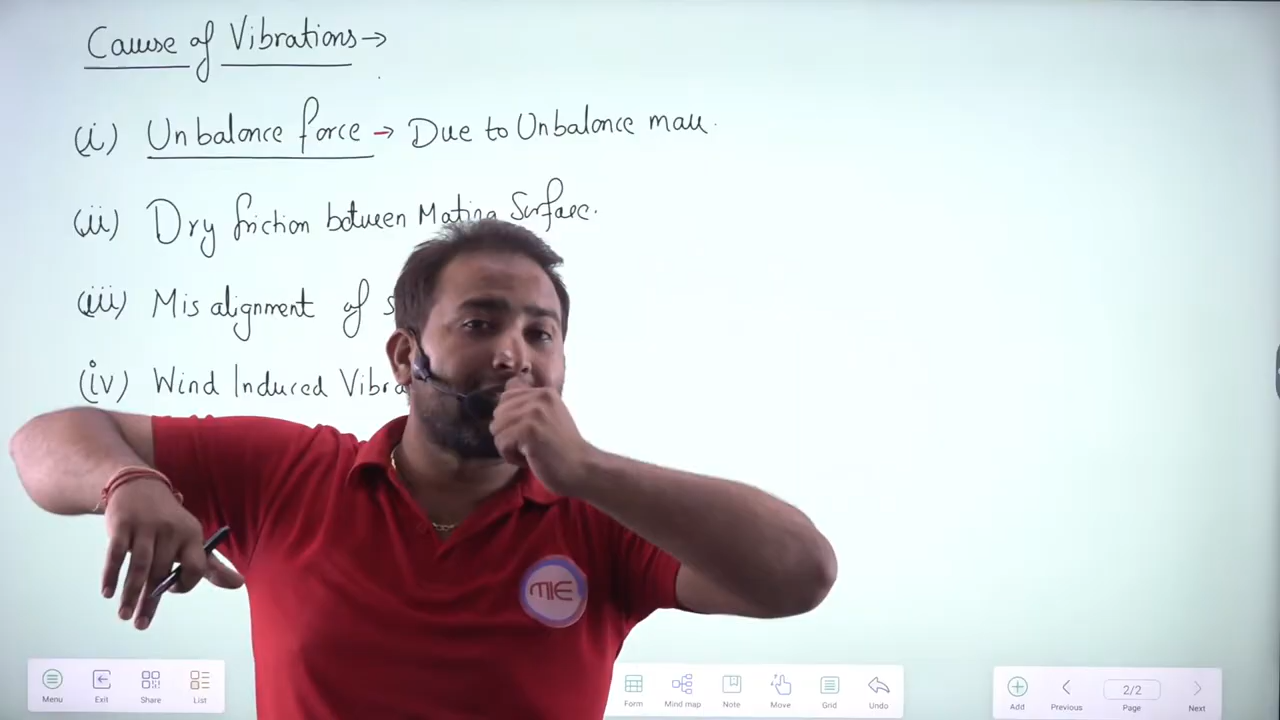 Cause of Vibrations →
(i) Unbalance force → Due to Unbalance mass.
(ii) Dry friction between Mating Surface.
(iii) Mis alignment of
(iv) Wind Induced
MIE
Menu Exit Share List Form Mind map Note Move Grid Undo Add Previous 2/2 Page Next